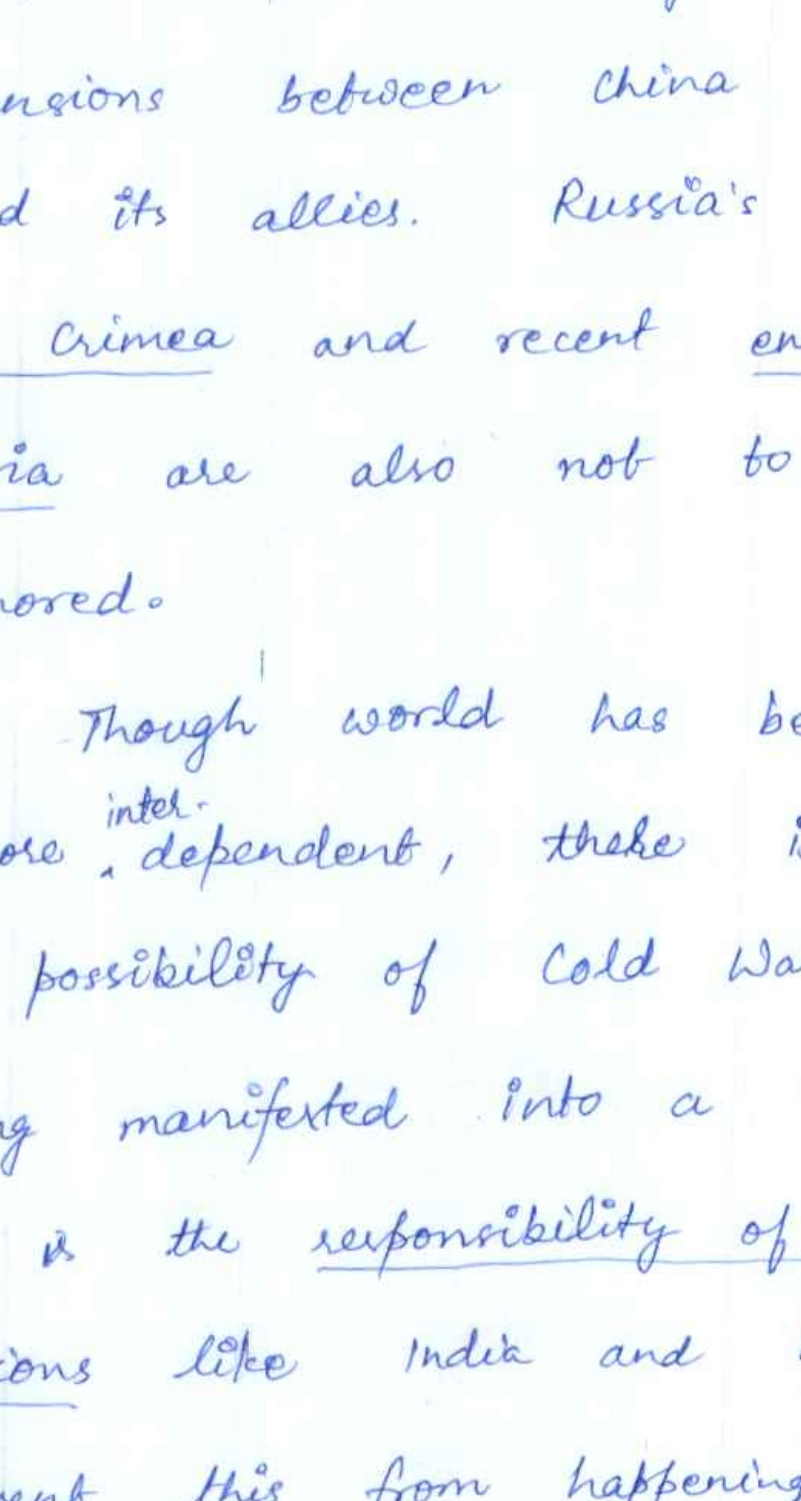 nsions between China
d its allies. Russia's
Crimea and recent en
ia are also not to
nored.
Though world has be
inter-
ore ‸ dependent, there is
possibility of Cold Wa
ng manifested into a
is the responsibility of
ions like India and
ent this from happening